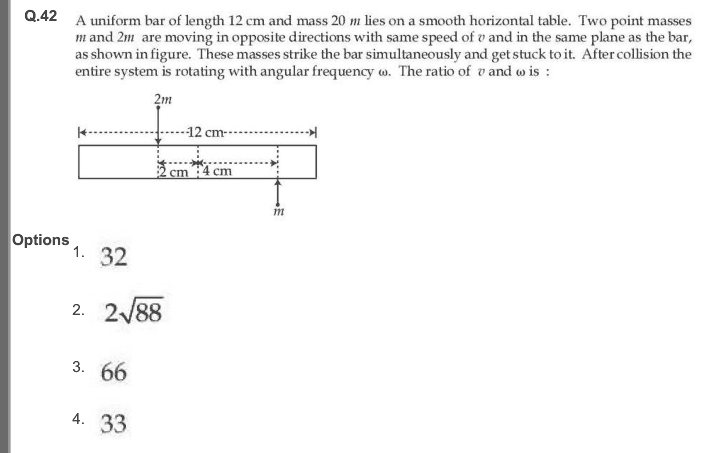 Q.42 A uniform bar of length 12 cm and mass 20 m lies on a smooth horizontal table. Two point masses
m and 2m are moving in opposite directions with same speed of v and in the same plane as the bar,
as shown in figure. These masses strike the bar simultaneously and get stuck to it. After collision the
entire system is rotating with angular frequency ω. The ratio of v and ω is :
2m
12 cm
2 cm 4 cm
m
Options
1. 32
2. 2√88
3. 66
4. 33